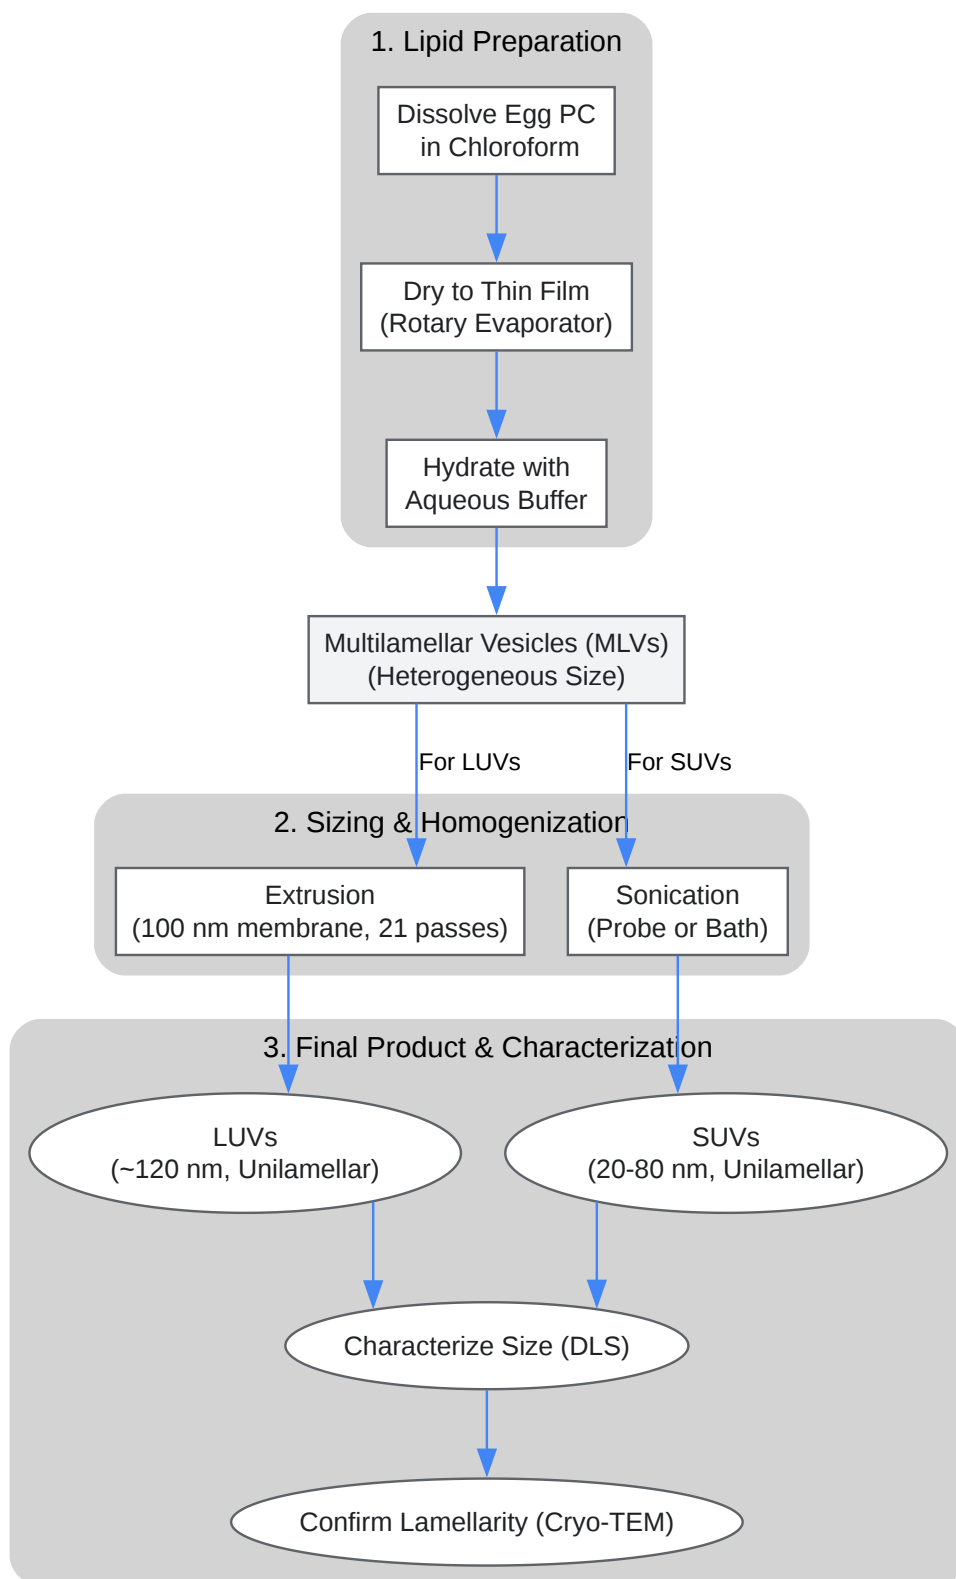 1. Lipid Preparation
Dissolve Egg PC
in Chloroform
Dry to Thin Film
(Rotary Evaporator)
Hydrate with
Aqueous Buffer
Multilamellar Vesicles (MLVs)
(Heterogeneous Size)
For LUVs
For SUVs
2. Sizing & Homogenization
Extrusion
(100 nm membrane, 21 passes)
Sonication
(Probe or Bath)
3. Final Product & Characterization
LUVs
(~120 nm, Unilamellar)
SUVs
(20-80 nm, Unilamellar)
Characterize Size (DLS)
Confirm Lamellarity (Cryo-TEM)